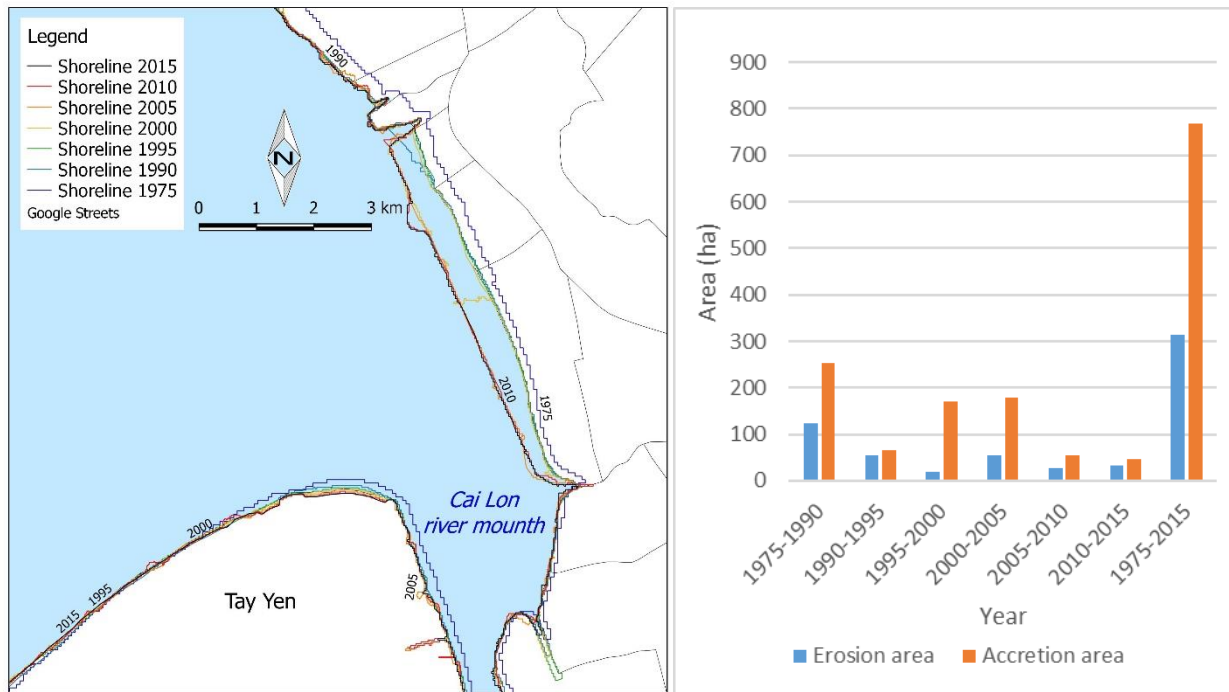 Legend
Shoreline 2015
Shoreline 2010
Shoreline 2005
Shoreline 2000
Shoreline 1995
Shoreline 1990
Shoreline 1975
Google Streets
N
0 1 2 3 km
1990
2010
1975
Cai Lon
river mounth
2000
1995
2015
2005
Tay Yen
Area (ha)
900
800
700
600
500
400
300
200
100
0
1975-1990
1990-1995
1995-2000
2000-2005
2005-2010
2010-2015
1975-2015
Year
Erosion area
Accretion area